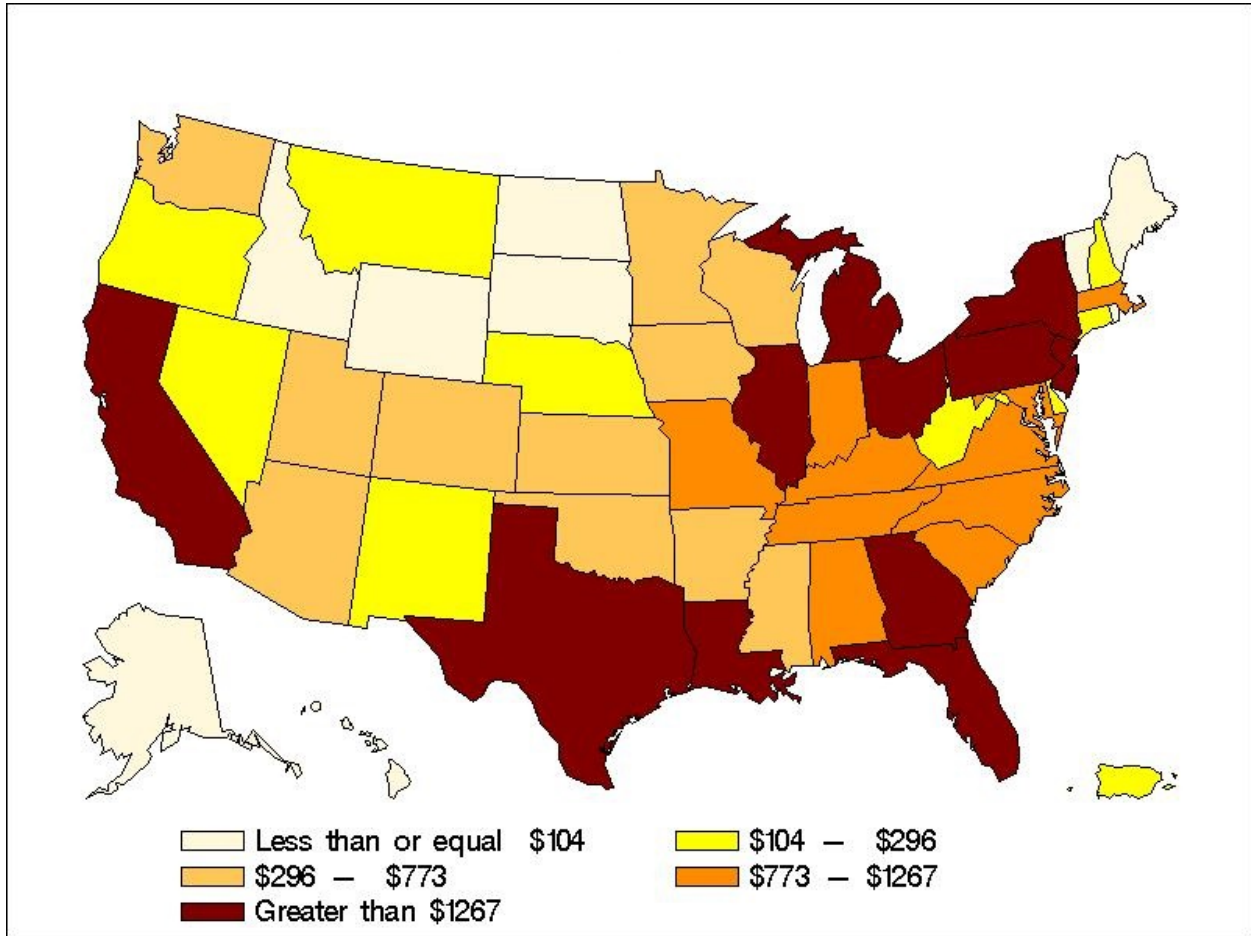 Less than or equal $104
$104 – $296
$296 – $773
$773 – $1267
Greater than $1267